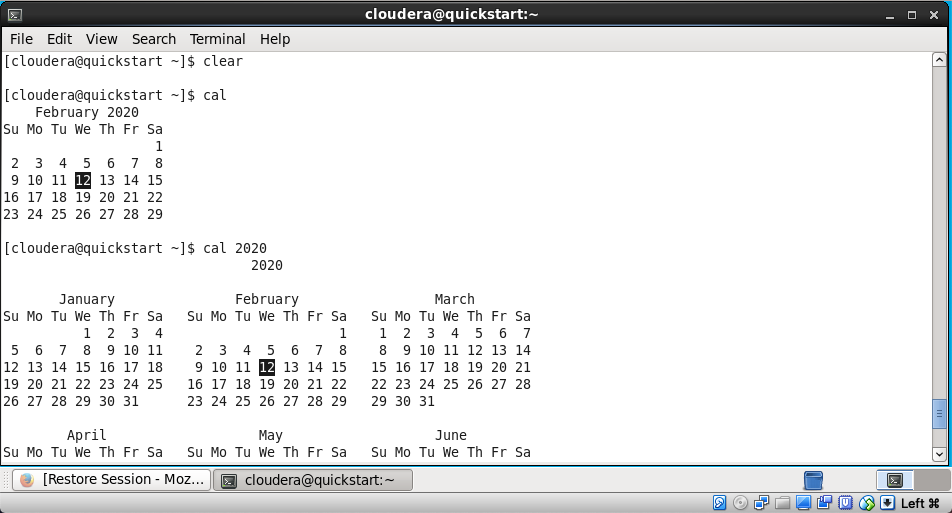 cloudera@quickstart:~
File Edit View Search Terminal Help
[cloudera@quickstart ~]$ clear
[cloudera@quickstart ~]$ cal
    February 2020
Su Mo Tu We Th Fr Sa
                   1
 2  3  4  5  6  7  8
 9 10 11 12 13 14 15
16 17 18 19 20 21 22
23 24 25 26 27 28 29
[cloudera@quickstart ~]$ cal 2020
                               2020
       January               February                 March
Su Mo Tu We Th Fr Sa   Su Mo Tu We Th Fr Sa   Su Mo Tu We Th Fr Sa
          1  2  3  4                      1    1  2  3  4  5  6  7
 5  6  7  8  9 10 11    2  3  4  5  6  7  8    8  9 10 11 12 13 14
12 13 14 15 16 17 18    9 10 11 12 13 14 15   15 16 17 18 19 20 21
19 20 21 22 23 24 25   16 17 18 19 20 21 22   22 23 24 25 26 27 28
26 27 28 29 30 31      23 24 25 26 27 28 29   29 30 31
        April                   May                   June
Su Mo Tu We Th Fr Sa   Su Mo Tu We Th Fr Sa   Su Mo Tu We Th Fr Sa
[Restore Session - Moz... cloudera@quickstart:~
Left ⌘